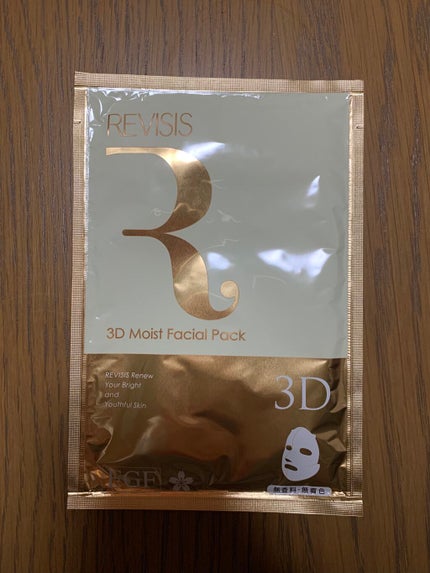 REVISIS
R
3D Moist Facial Pack
REVISIS Renew
Your Bright
and
Youthful Skin
3D
EGF
無香料・無着色